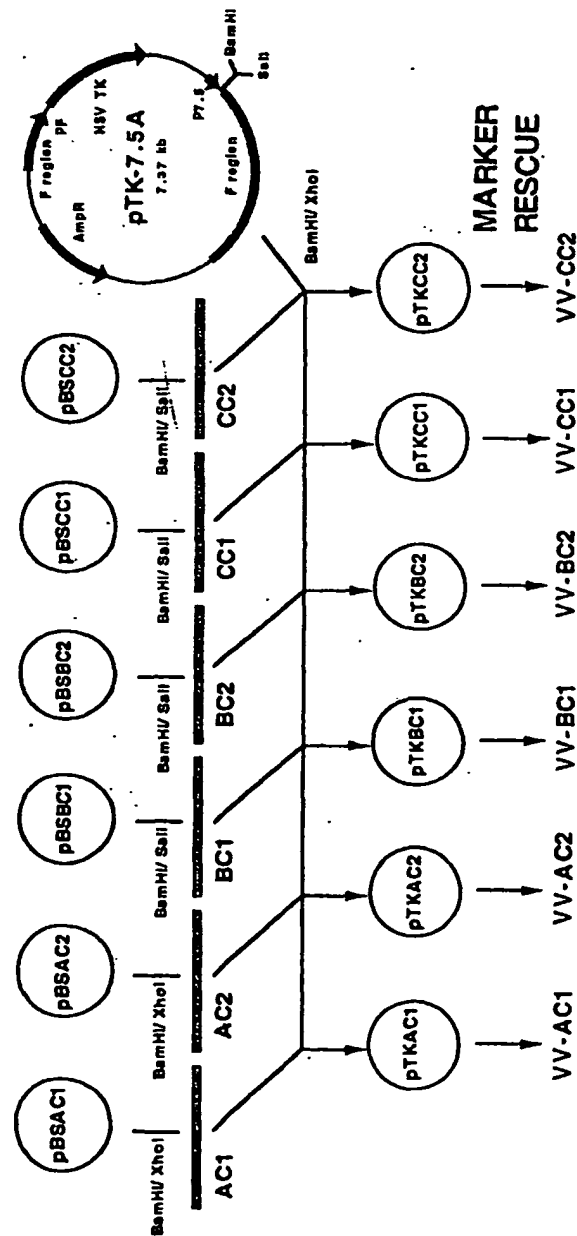 pBSAC1
pBSAC2
pBSBC1
pBSBC2
pBSCC1
pBSCC2
BamHI/ XhoI
BamHI/ XhoI
BamHI/ SalI
BamHI/ SalI
BamHI/ SalI
BamHI/ SalI
AC1
AC2
BC1
BC2
CC1
CC2
F region
PF
HSV TK
AmpR
pTK-7.5A
7.37 kb
P7.5
BamHI
SalI
F region
BamHI/ XhoI
pTKAC1
pTKAC2
pTKBC1
pTKBC2
pTKCC1
pTKCC2
MARKER
RESCUE
VV-AC1
VV-AC2
VV-BC1
VV-BC2
VV-CC1
VV-CC2